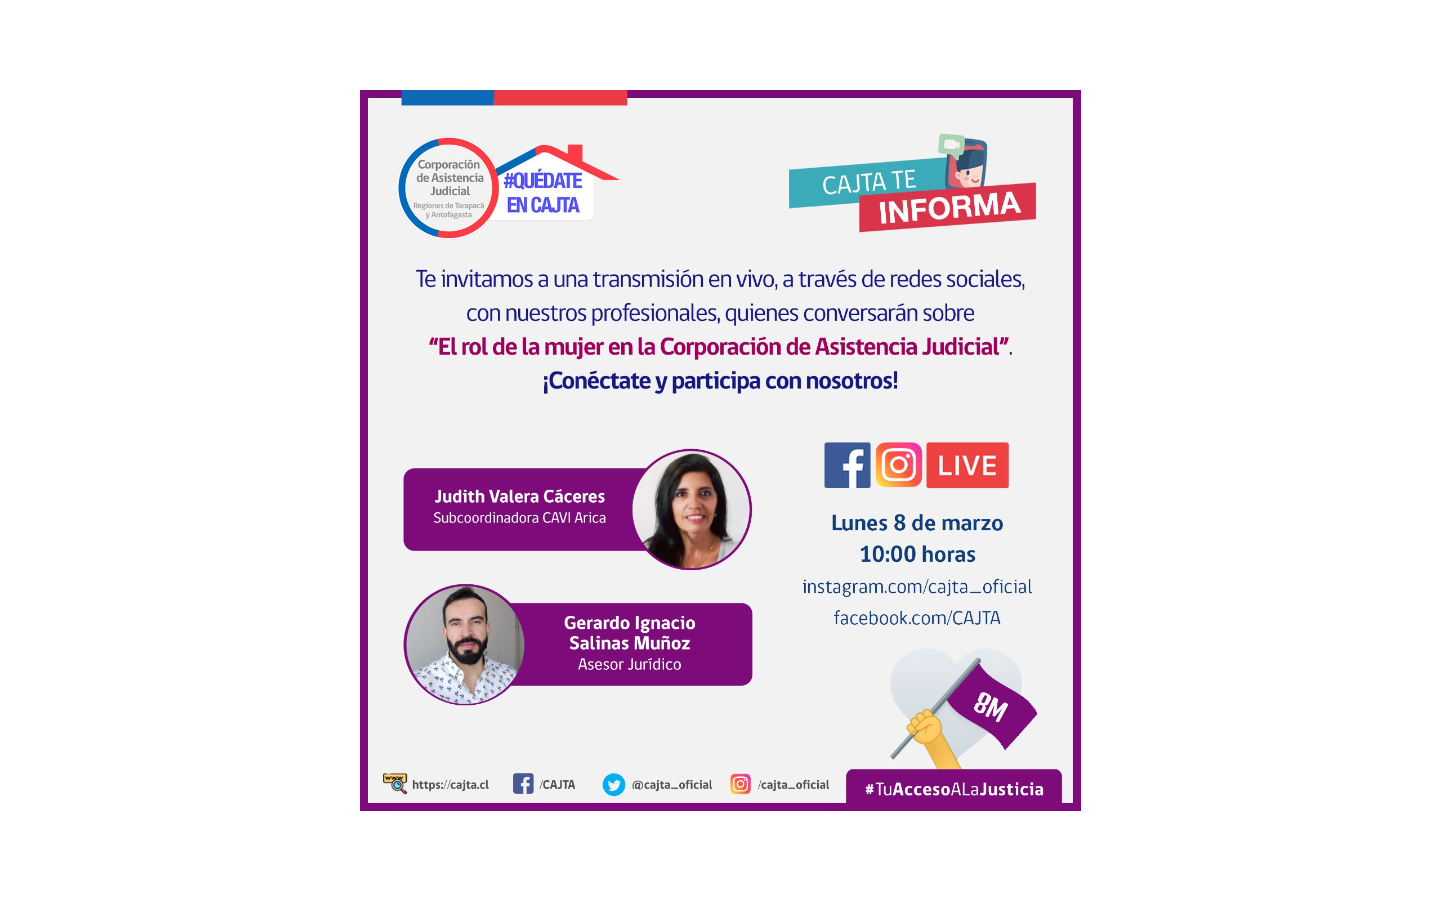 Corporación
de Asistencia
Judicial
Regiones de Tarapacá
y Antofagasta
#QUÉDATE
EN CAJTA
CAJTA TE
INFORMA
Te invitamos a una transmisión en vivo, a través de redes sociales,
con nuestros profesionales, quienes conversarán sobre
“El rol de la mujer en la Corporación de Asistencia Judicial”.
¡Conéctate y participa con nosotros!
Judith Valera Cáceres
Subcoordinadora CAVI Arica
Gerardo Ignacio
Salinas Muñoz
Asesor Jurídico
LIVE
Lunes 8 de marzo
10:00 horas
instagram.com/cajta_oficial
facebook.com/CAJTA
8M
www
https://cajta.cl
/CAJTA
@cajta_oficial
/cajta_oficial
#TuAccesoALaJusticia